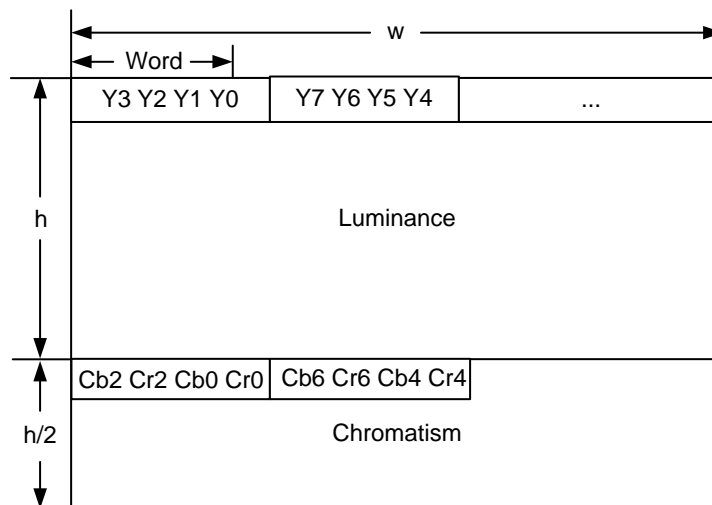 w
Word
Y3 Y2 Y1 Y0
Y7 Y6 Y5 Y4
...
h
Luminance
Cb2 Cr2 Cb0 Cr0
Cb6 Cr6 Cb4 Cr4
h/2
Chromatism